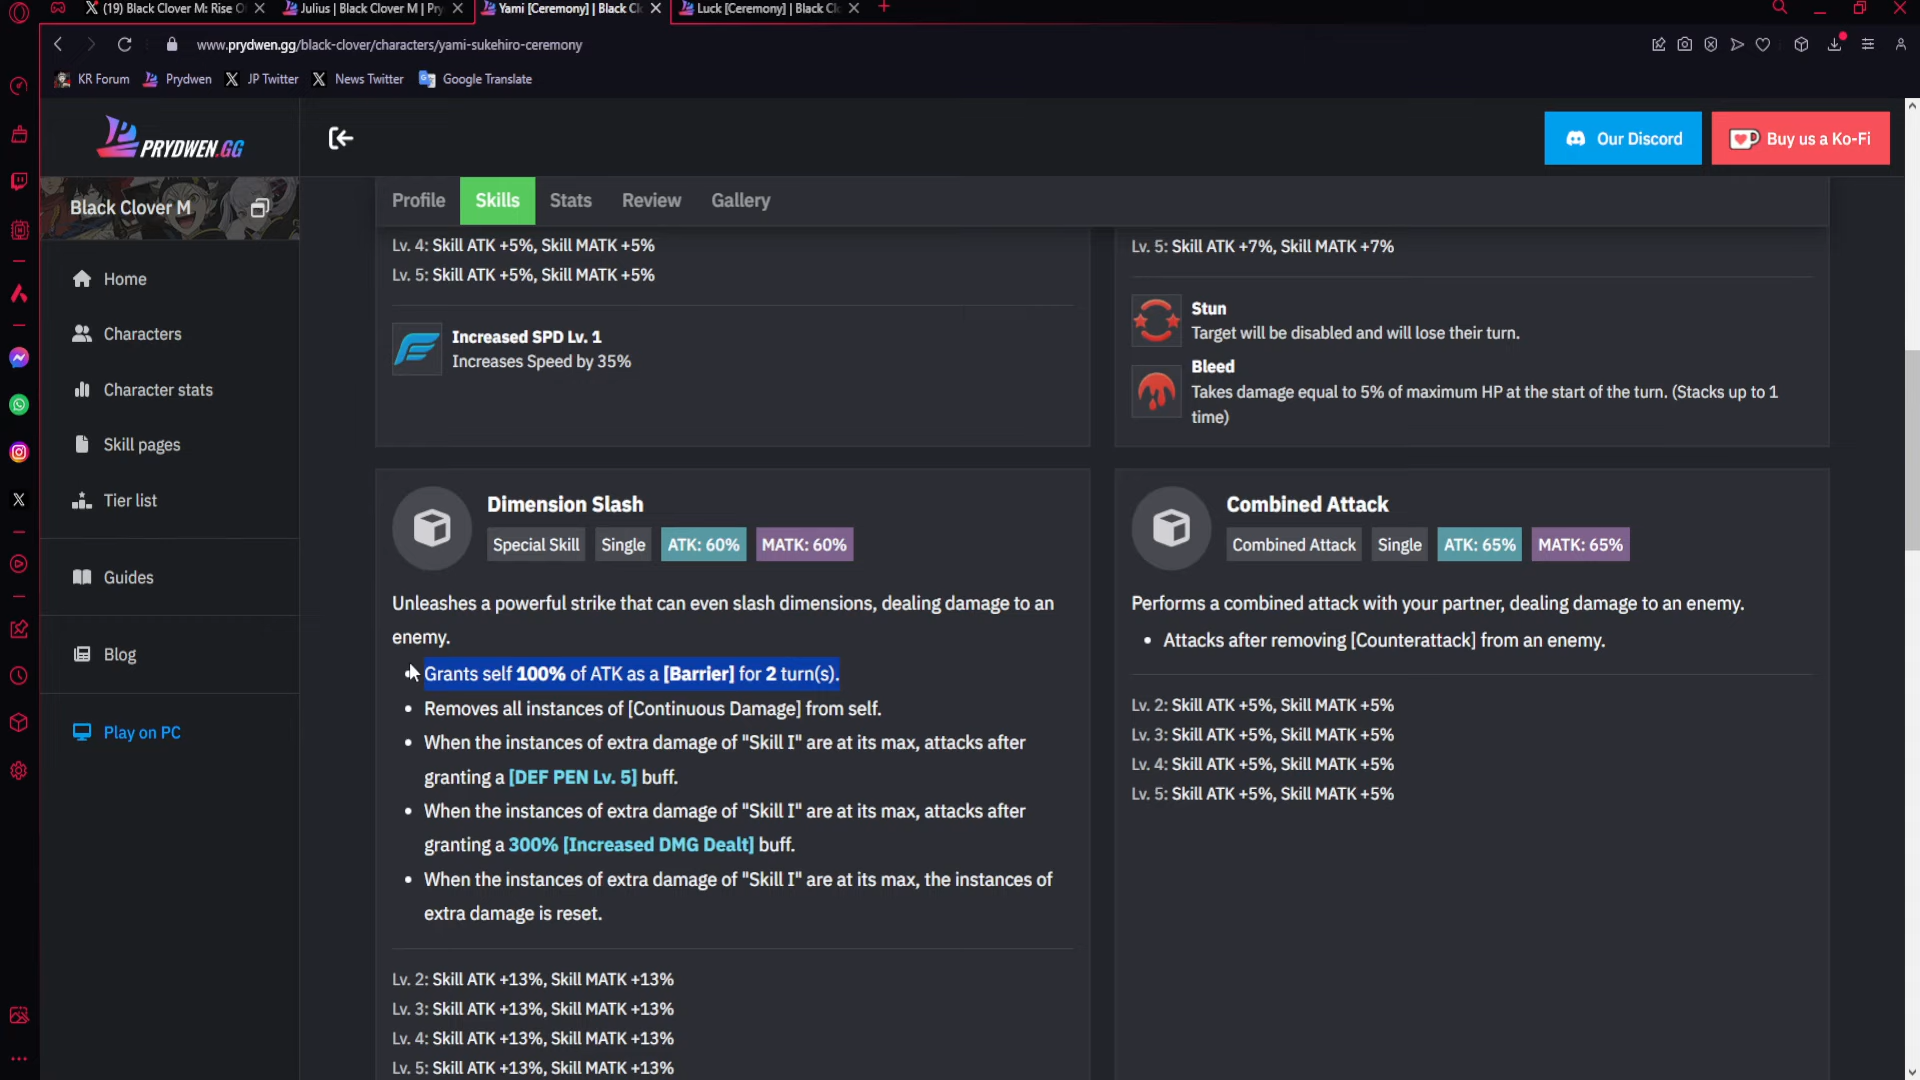 (19) Black Clover M: Rise O
Julius | Black Clover M | Pry
Yami [Ceremony] | Black Cl
Luck [Ceremony] | Black Cl
www.prydwen.gg/black-clover/characters/yami-sukehiro-ceremony
KR Forum
Prydwen
JP Twitter
News Twitter
Google Translate
PRYDWEN.GG
Our Discord
Buy us a Ko-Fi
Black Clover M
Home
Characters
Character stats
Skill pages
Tier list
Guides
Blog
Play on PC
Profile
Skills
Stats
Review
Gallery
Lv. 4: Skill ATK +5%, Skill MATK +5%
Lv. 5: Skill ATK +5%, Skill MATK +5%
Increased SPD Lv. 1
Increases Speed by 35%
Lv. 5: Skill ATK +7%, Skill MATK +7%
Stun
Target will be disabled and will lose their turn.
Bleed
Takes damage equal to 5% of maximum HP at the start of the turn. (Stacks up to 1
time)
Dimension Slash
Special Skill
Single
ATK: 60%
MATK: 60%
Unleashes a powerful strike that can even slash dimensions, dealing damage to an
enemy.
• Grants self 100% of ATK as a [Barrier] for 2 turn(s).
• Removes all instances of [Continuous Damage] from self.
• When the instances of extra damage of "Skill I" are at its max, attacks after
granting a [DEF PEN Lv. 5] buff.
• When the instances of extra damage of "Skill I" are at its max, attacks after
granting a 300% [Increased DMG Dealt] buff.
• When the instances of extra damage of "Skill I" are at its max, the instances of
extra damage is reset.
Lv. 2: Skill ATK +13%, Skill MATK +13%
Lv. 3: Skill ATK +13%, Skill MATK +13%
Lv. 4: Skill ATK +13%, Skill MATK +13%
Lv. 5: Skill ATK +13%, Skill MATK +13%
Combined Attack
Combined Attack
Single
ATK: 65%
MATK: 65%
Performs a combined attack with your partner, dealing damage to an enemy.
• Attacks after removing [Counterattack] from an enemy.
Lv. 2: Skill ATK +5%, Skill MATK +5%
Lv. 3: Skill ATK +5%, Skill MATK +5%
Lv. 4: Skill ATK +5%, Skill MATK +5%
Lv. 5: Skill ATK +5%, Skill MATK +5%